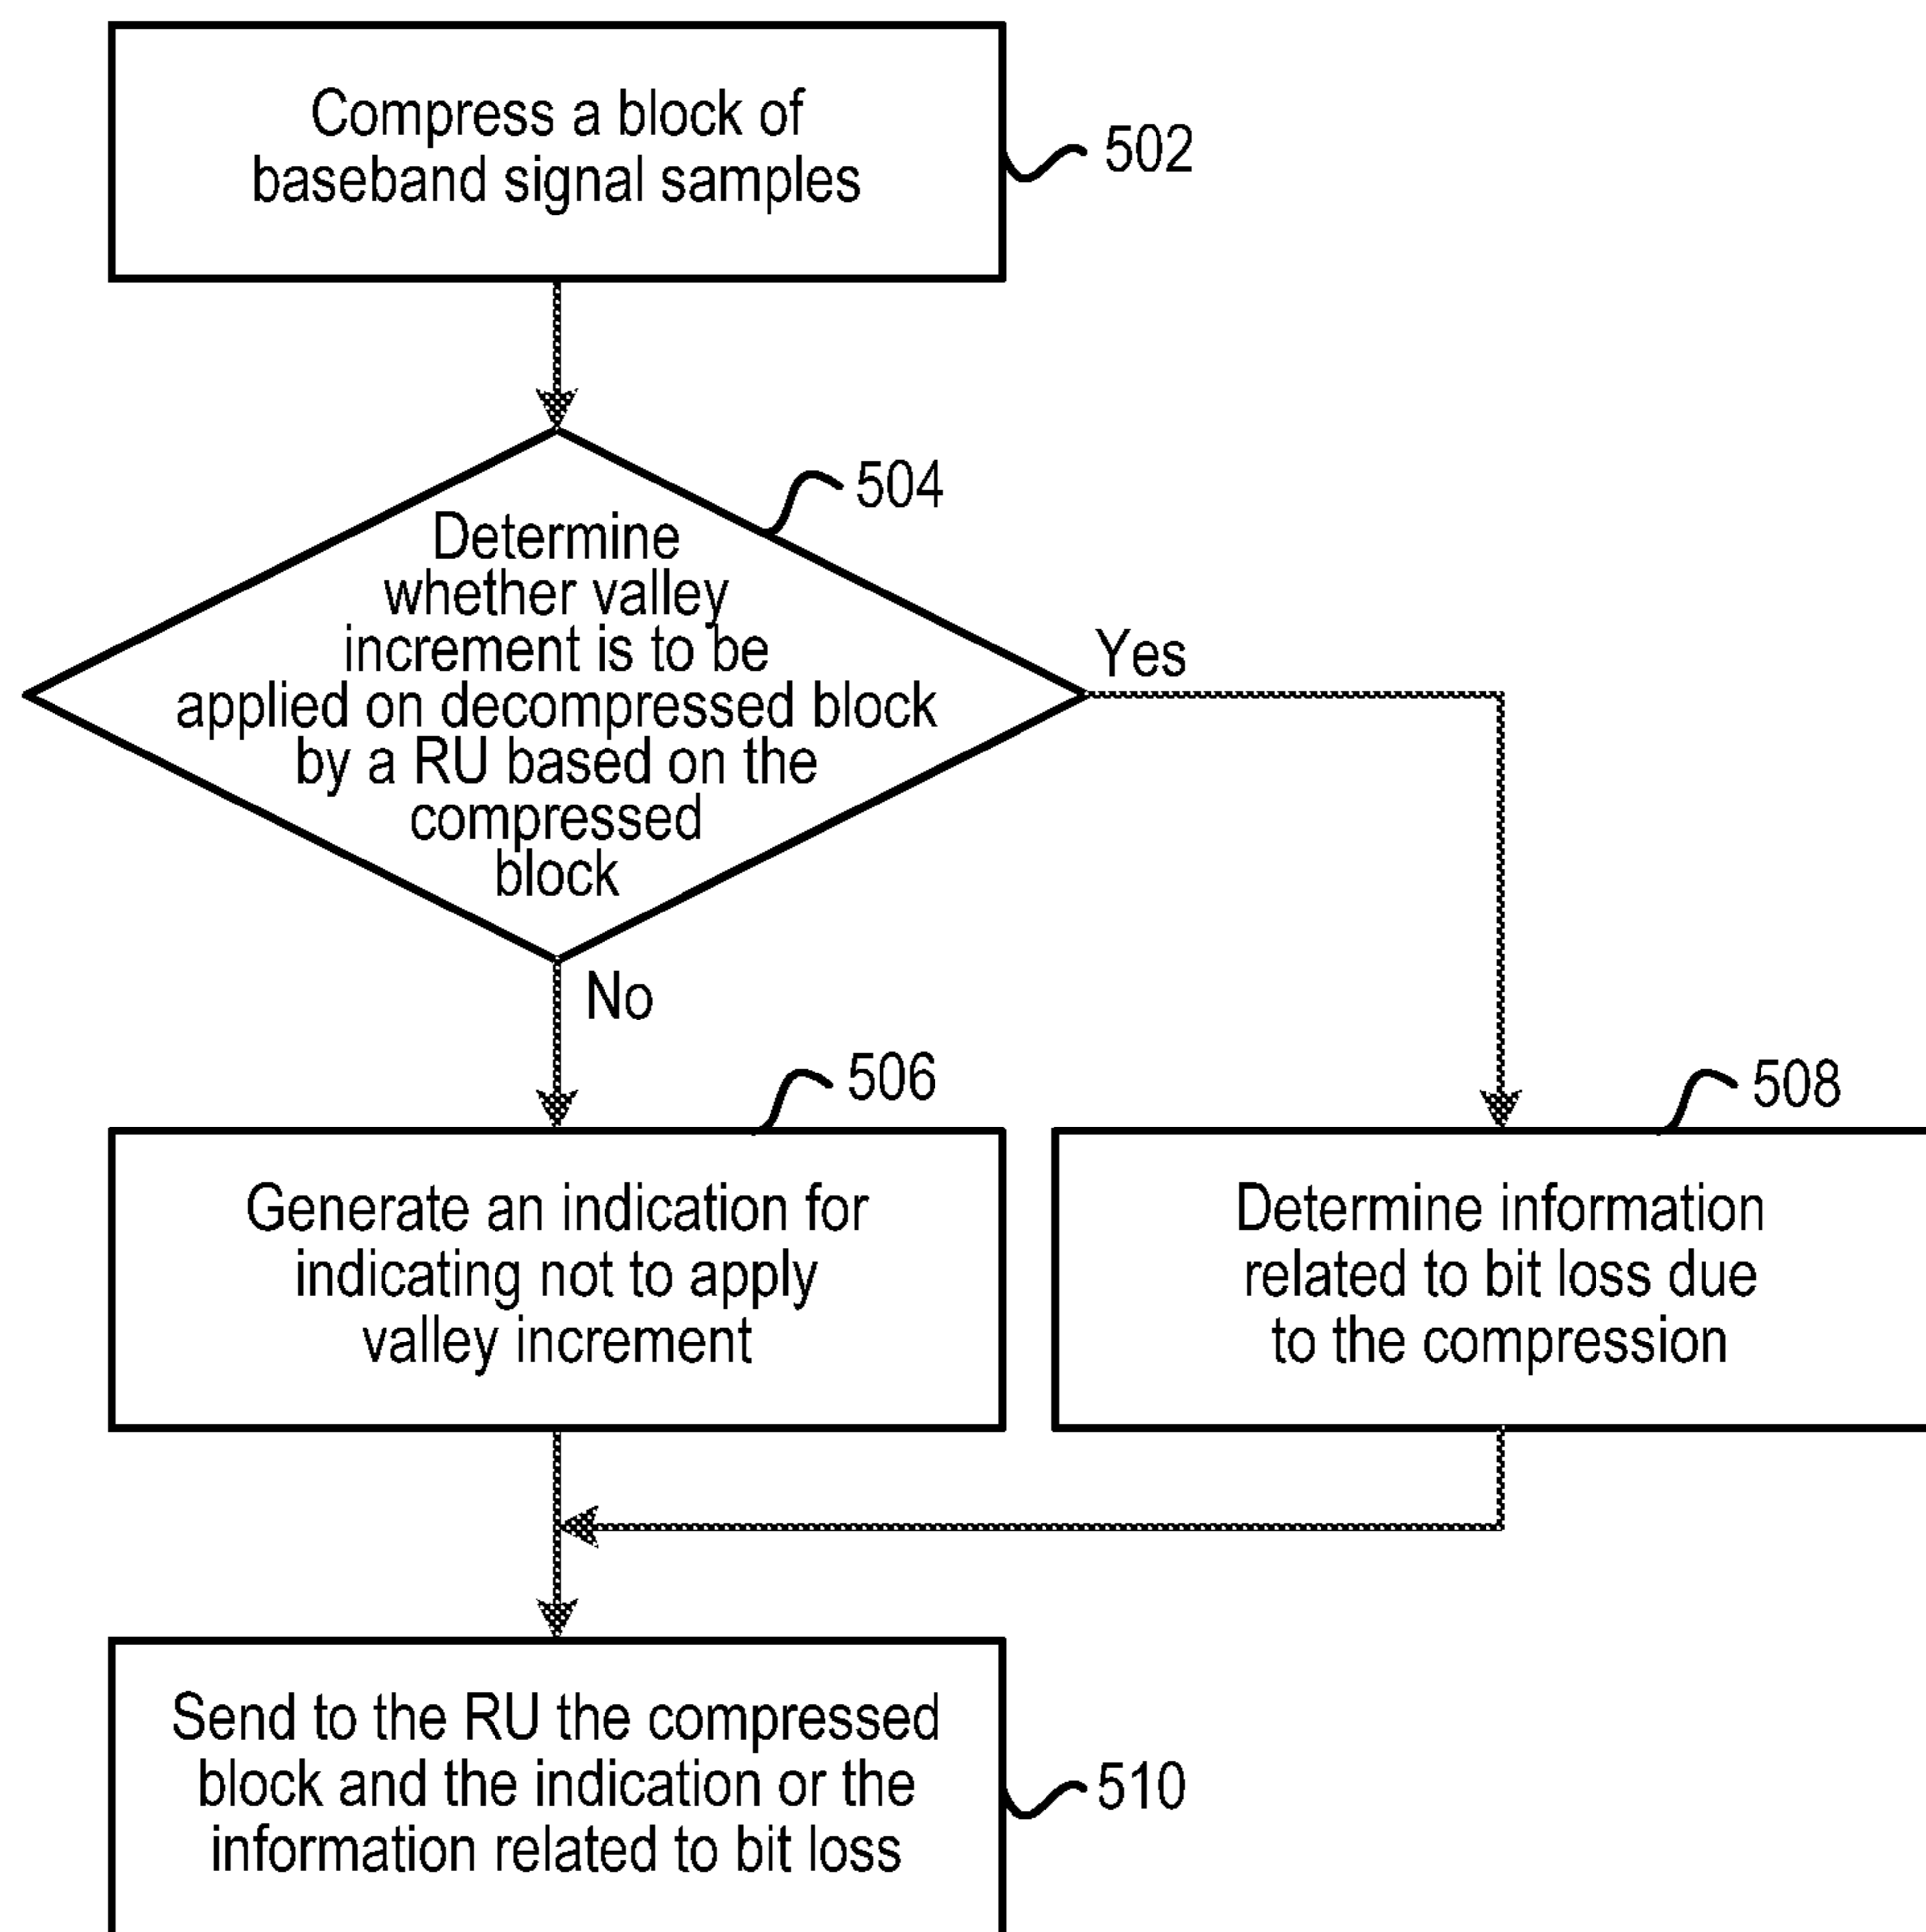 Compress a block of
baseband signal samples
502
504
Determine
whether valley
increment is to be
applied on decompressed block
by a RU based on the
compressed
block
Yes
No
506
Generate an indication for
indicating not to apply
valley increment
508
Determine information
related to bit loss due
to the compression
Send to the RU the compressed
block and the indication or the
information related to bit loss
510